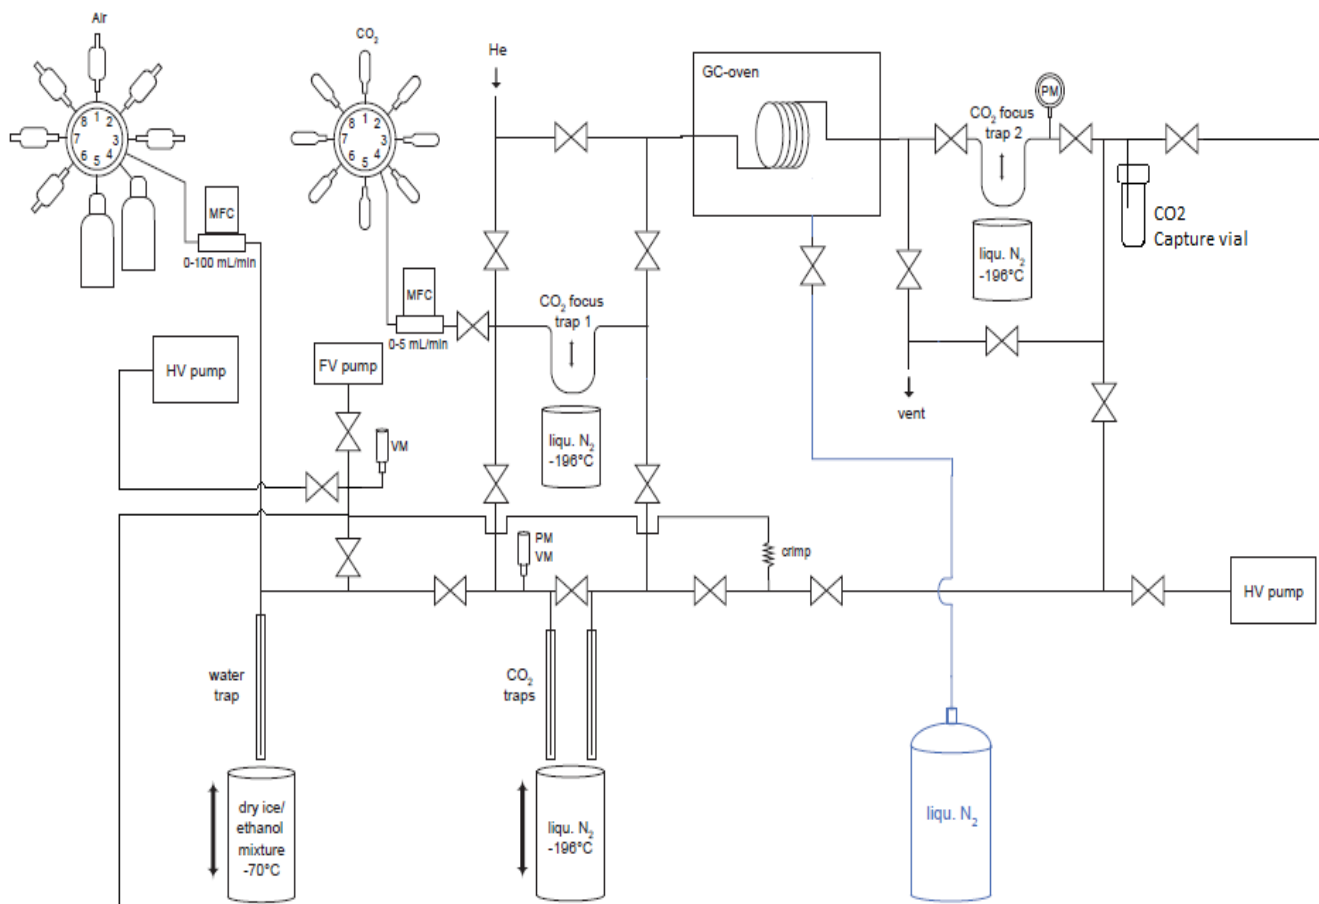 Air
8 1 2
7 3
6 5 4
MFC
0-100 mL/min
CO₂
8 1 2
7 3
6 5 4
MFC
0-5 mL/min
He
GC-oven
CO₂ focus
trap 2
PM
liqu. N₂
-196°C
CO2
Capture vial
CO₂ focus
trap 1
liqu. N₂
-196°C
HV pump
FV pump
VM
vent
PM
VM
crimp
HV pump
water
trap
CO₂
traps
dry ice/
ethanol
mixture
-70°C
liqu. N₂
-196°C
liqu. N₂